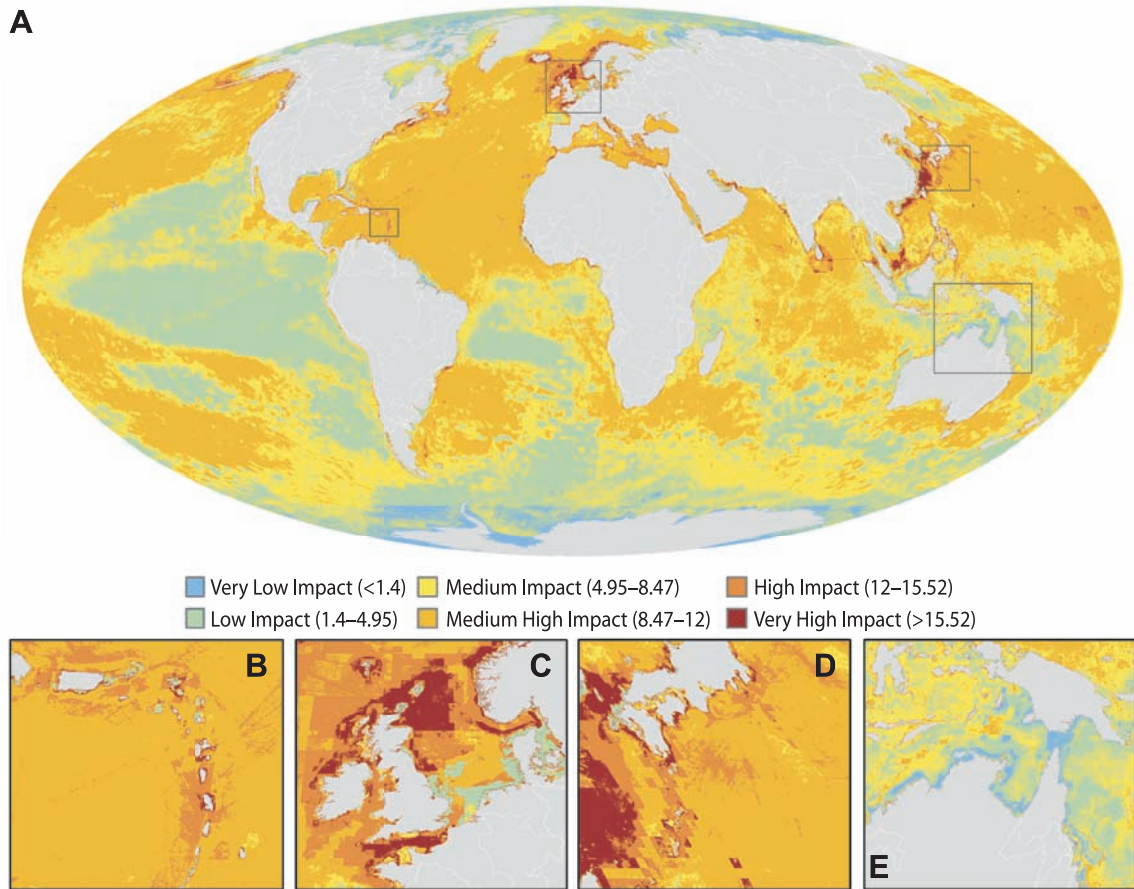 A
Very Low Impact (<1.4)
Medium Impact (4.95–8.47)
High Impact (12–15.52)
Low Impact (1.4–4.95)
Medium High Impact (8.47–12)
Very High Impact (>15.52)
B
C
D
E